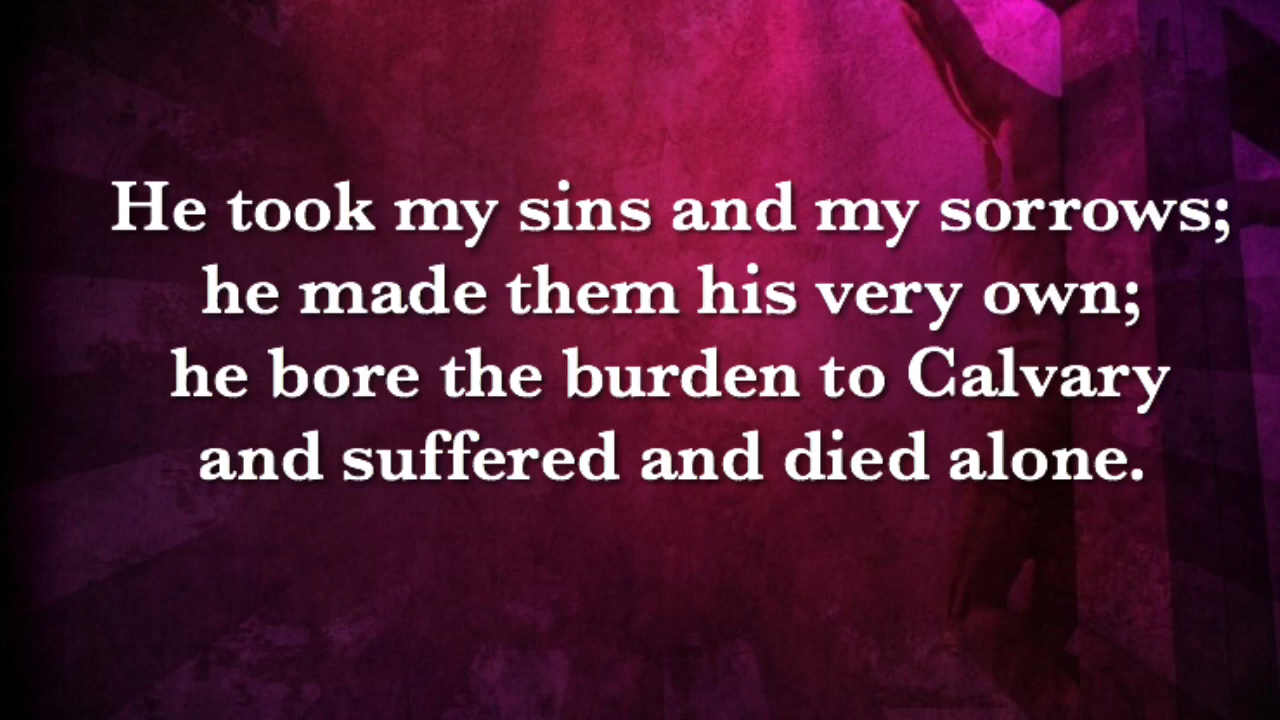 He took my sins and my sorrows;
he made them his very own;
he bore the burden to Calvary
and suffered and died alone.